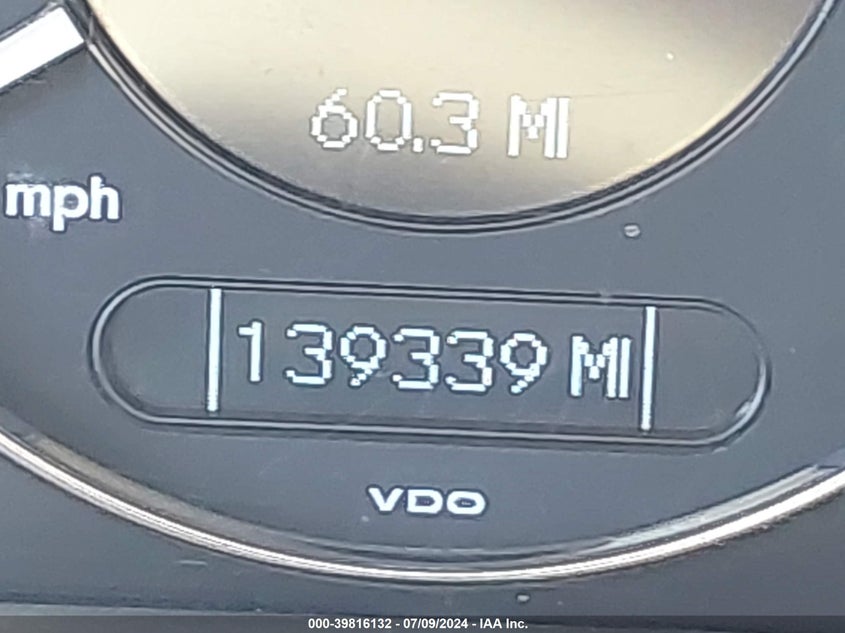 60.3 MI
mph
139339 MI
VDO
000-39816132 - 07/09/2024 - IAA Inc.